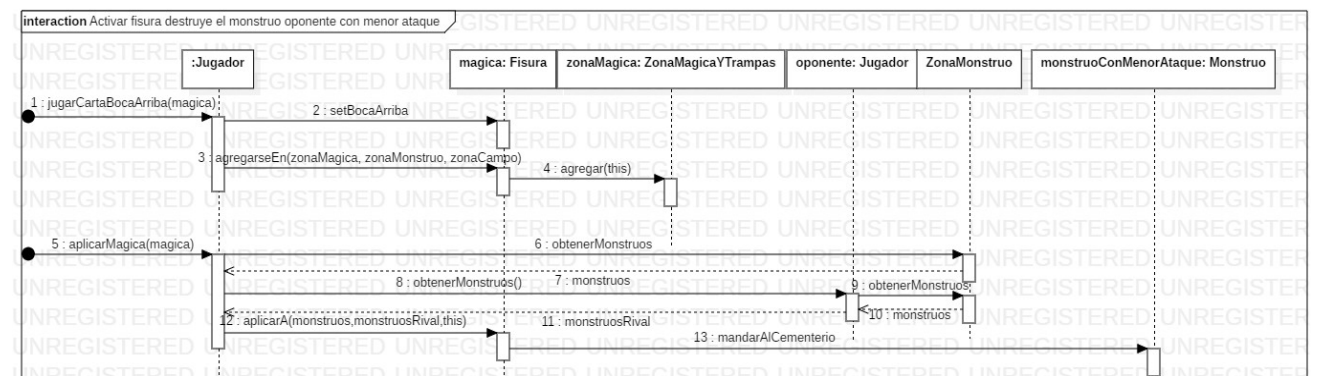 interaction Activar fisura destruye el monstruo oponente con menor ataque
:Jugador
magica: Fisura
zonaMagica: ZonaMagicaYTrampas
oponente: Jugador
ZonaMonstruo
monstruoConMenorAtaque: Monstruo
1 : jugarCartaBocaArriba(magica)
2 : setBocaArriba
3 : agregarseEn(zonaMagica, zonaMonstruo, zonaCampo)
4 : agregar(this)
5 : aplicarMagica(magica)
6 : obtenerMonstruos
7 : monstruos
8 : obtenerMonstruos()
9 : obtenerMonstruos
10 : monstruos
11 : monstruosRival
12 : aplicarA(monstruos,monstruosRival,this)
13 : mandarAlCementerio
UNREGISTERED